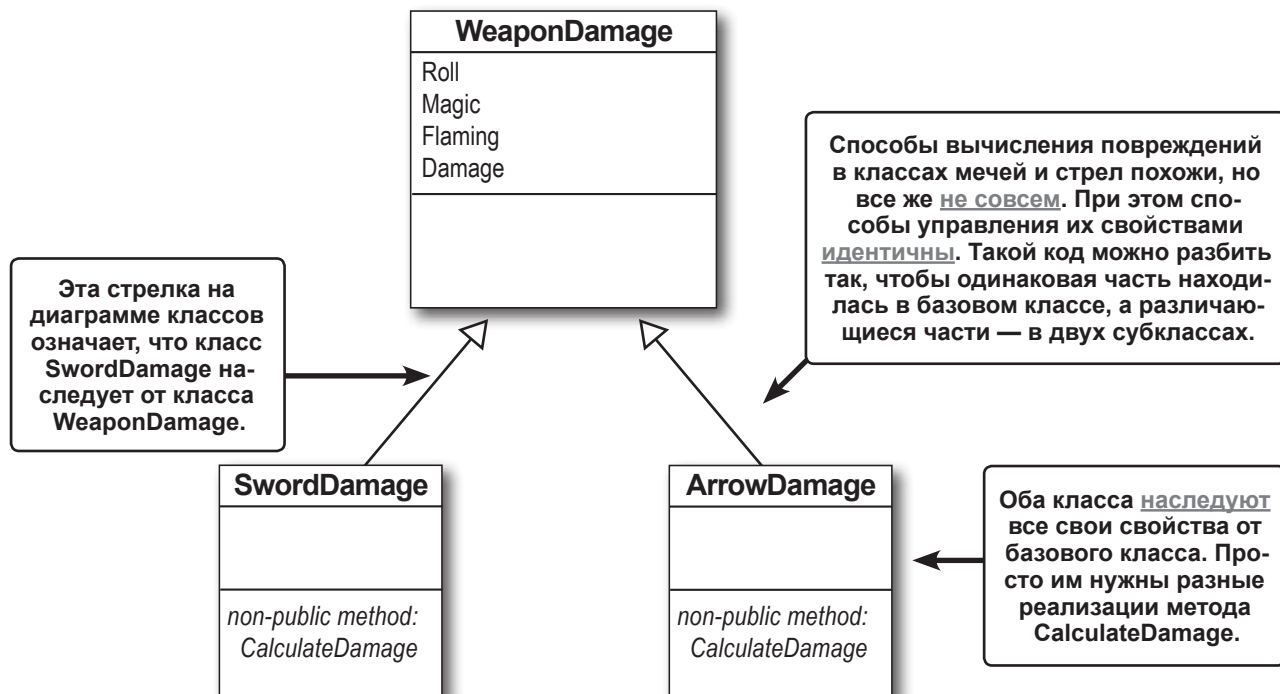 WeaponDamage
Roll
Magic
Flaming
Damage
Способы вычисления повреждений
в классах мечей и стрел похожи, но
все же не совсем. При этом спо-
собы управления их свойствами
идентичны. Такой код можно разбить
так, чтобы одинаковая часть находи-
лась в базовом классе, а различаю-
щиеся части — в двух субклассах.
Эта стрелка на
диаграмме классов
означает, что класс
SwordDamage на-
следует от класса
WeaponDamage.
SwordDamage
non-public method:
CalculateDamage
ArrowDamage
non-public method:
CalculateDamage
Оба класса наследуют
все свои свойства от
базового класса. Про-
сто им нужны разные
реализации метода
CalculateDamage.